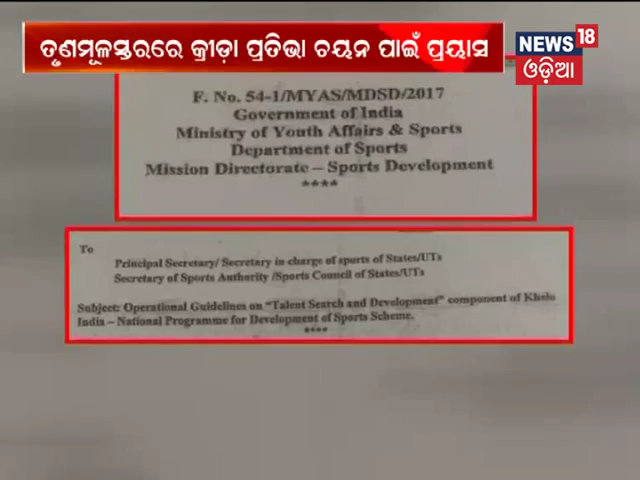 ତୃଣମୂଳସ୍ତରରେ କ୍ରୀଡ଼ା ପ୍ରତିଭା ଚୟନ ପାଇଁ ପ୍ରୟାସ
NEWS 18
ଓଡ଼ିଆ
F. No. 54-1/MYAS/MDSD/2017
Government of India
Ministry of Youth Affairs & Sports
Department of Sports
Mission Directorate – Sports Development
****
To
Principal Secretary/ Secretary in charge of sports of States/UTs
Secretary of Sports Authority /Sports Council of States/UTs
Subject: Operational Guidelines on "Talent Search and Development" component of Khelo
India – National Programme for Development of Sports Scheme.
****